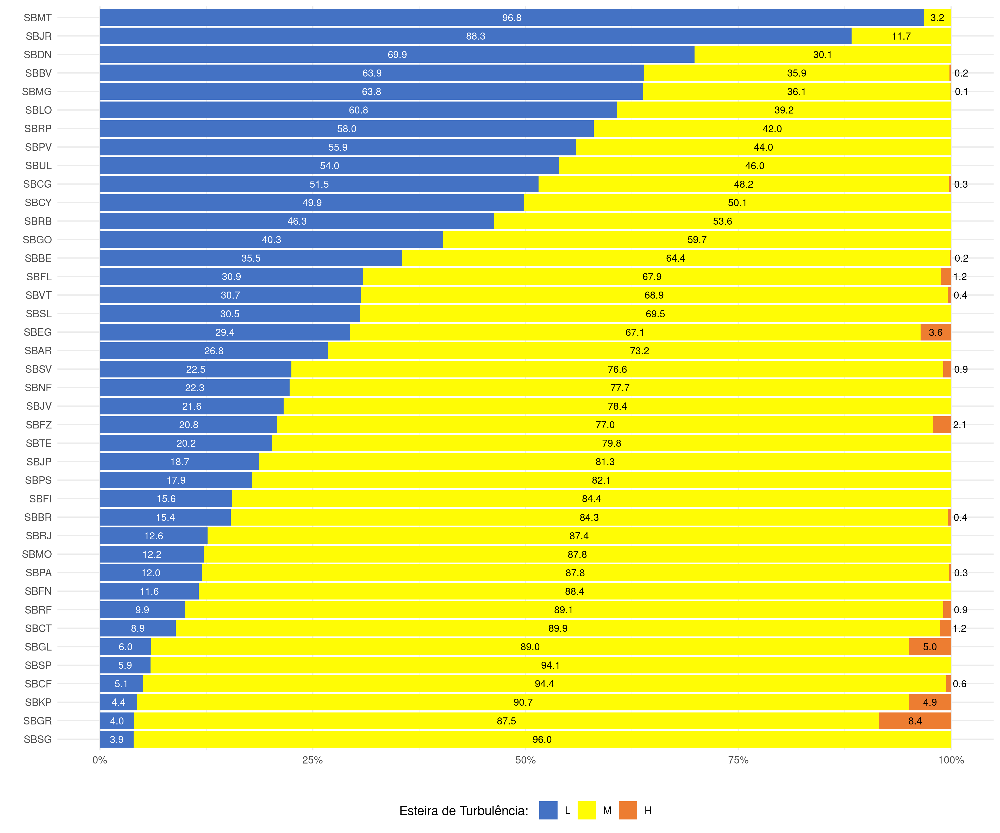 SBMT 96.8 3.2
SBJR 88.3 11.7
SBDN 69.9 30.1
SBBV 63.9 35.9 0.2
SBMG 63.8 36.1 0.1
SBLO 60.8 39.2
SBRP 58.0 42.0
SBPV 55.9 44.0
SBUL 54.0 46.0
SBCG 51.5 48.2 0.3
SBCY 49.9 50.1
SBRB 46.3 53.6
SBGO 40.3 59.7
SBBE 35.5 64.4 0.2
SBFL 30.9 67.9 1.2
SBVT 30.7 68.9 0.4
SBSL 30.5 69.5
SBEG 29.4 67.1 3.6
SBAR 26.8 73.2
SBSV 22.5 76.6 0.9
SBNF 22.3 77.7
SBJV 21.6 78.4
SBFZ 20.8 77.0 2.1
SBTE 20.2 79.8
SBJP 18.7 81.3
SBPS 17.9 82.1
SBFI 15.6 84.4
SBBR 15.4 84.3 0.4
SBRJ 12.6 87.4
SBMO 12.2 87.8
SBPA 12.0 87.8 0.3
SBFN 11.6 88.4
SBRF 9.9 89.1 0.9
SBCT 8.9 89.9 1.2
SBGL 6.0 89.0 5.0
SBSP 5.9 94.1
SBCF 5.1 94.4 0.6
SBKP 4.4 90.7 4.9
SBGR 4.0 87.5 8.4
SBSG 3.9 96.0
0% 25% 50% 75% 100%
Esteira de Turbulência: L M H